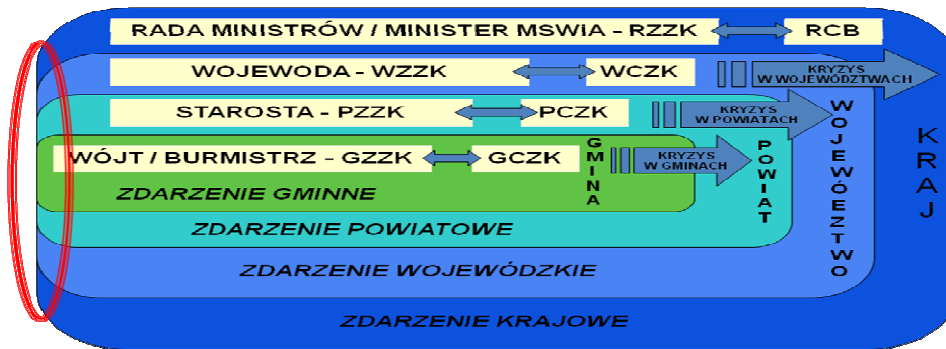 RADA MINISTRÓW / MINISTER MSWiA - RZZK
RCB
WOJEWODA - WZZK
WCZK
KRYZYS
W WOJEWÓDZTWACH
STAROSTA - PZZK
PCZK
KRYZYS
W POWIATACH
WÓJT / BURMISTRZ - GZZK
GCZK
KRYZYS
W GMINACH
GMINA
POWIAT
WOJEWÓEZTWO
KRAJ
ZDARZENIE GMINNE
ZDARZENIE POWIATOWE
ZDARZENIE WOJEWÓDZKIE
ZDARZENIE KRAJOWE